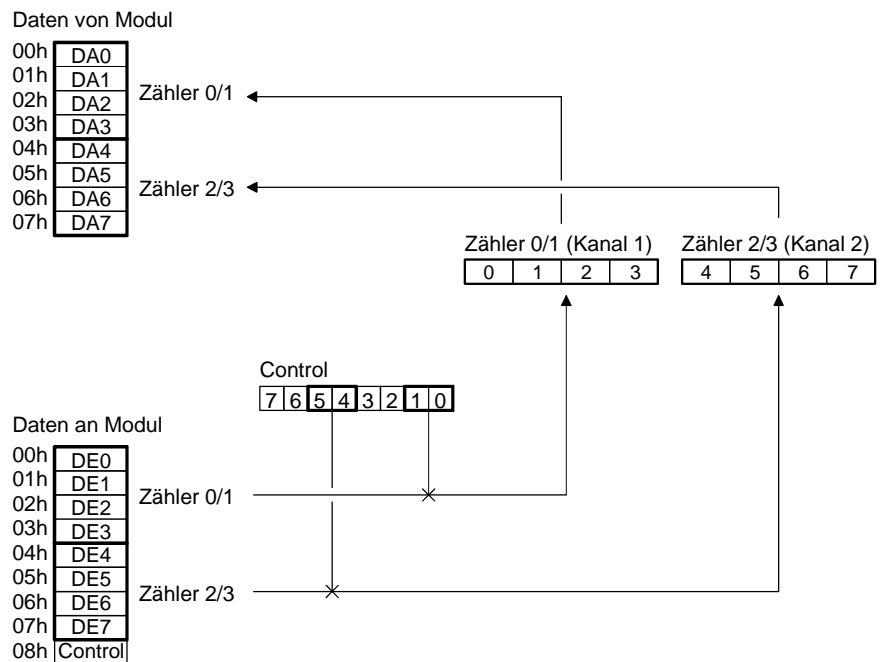 Daten von Modul
00h DA0
01h DA1
02h DA2
03h DA3
04h DA4
05h DA5
06h DA6
07h DA7
Zähler 0/1
Zähler 2/3
Zähler 0/1 (Kanal 1)
0 1 2 3
Zähler 2/3 (Kanal 2)
4 5 6 7
Control
7 6 5 4 3 2 1 0
Daten an Modul
00h DE0
01h DE1
02h DE2
03h DE3
04h DE4
05h DE5
06h DE6
07h DE7
08h Control
Zähler 0/1
Zähler 2/3